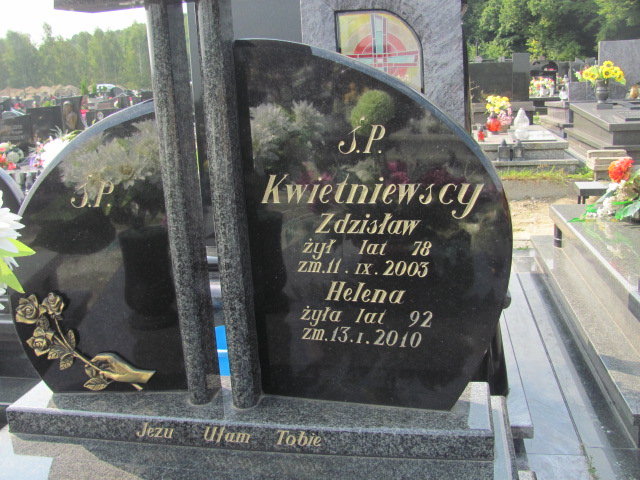 Ś.P.
Ś.P.
Kwietniewscy
Zdzisław
żył lat 78
zm. 11. IX. 2003
Helena
żyła lat 92
zm. 13. I. 2010
Jezu Ufam Tobie